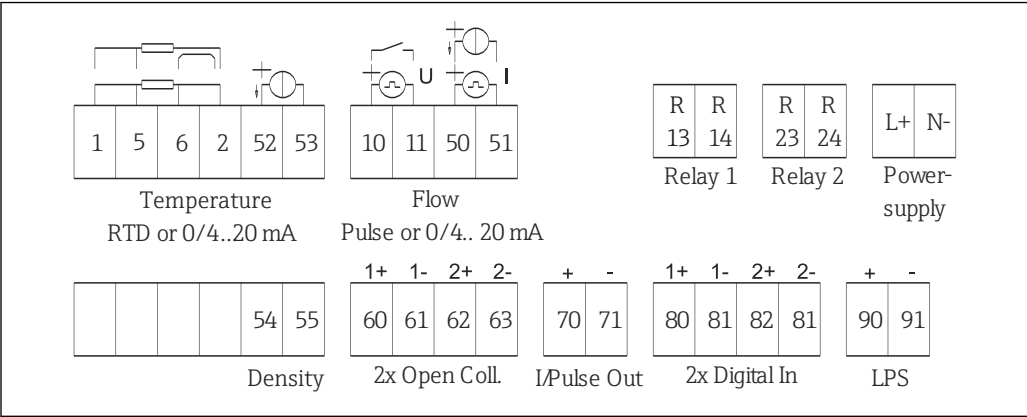 + + +
+ U + I
1 5 6 2 52 53 10 11 50 51
R R R R L+ N-
13 14 23 24
Relay 1 Relay 2 Power-
supply
Temperature Flow
RTD or 0/4..20 mA Pulse or 0/4.. 20 mA
1+ 1- 2+ 2- + - 1+ 1- 2+ 2- + -
54 55 60 61 62 63 70 71 80 81 82 81 90 91
Density 2x Open Coll. I/Pulse Out 2x Digital In LPS